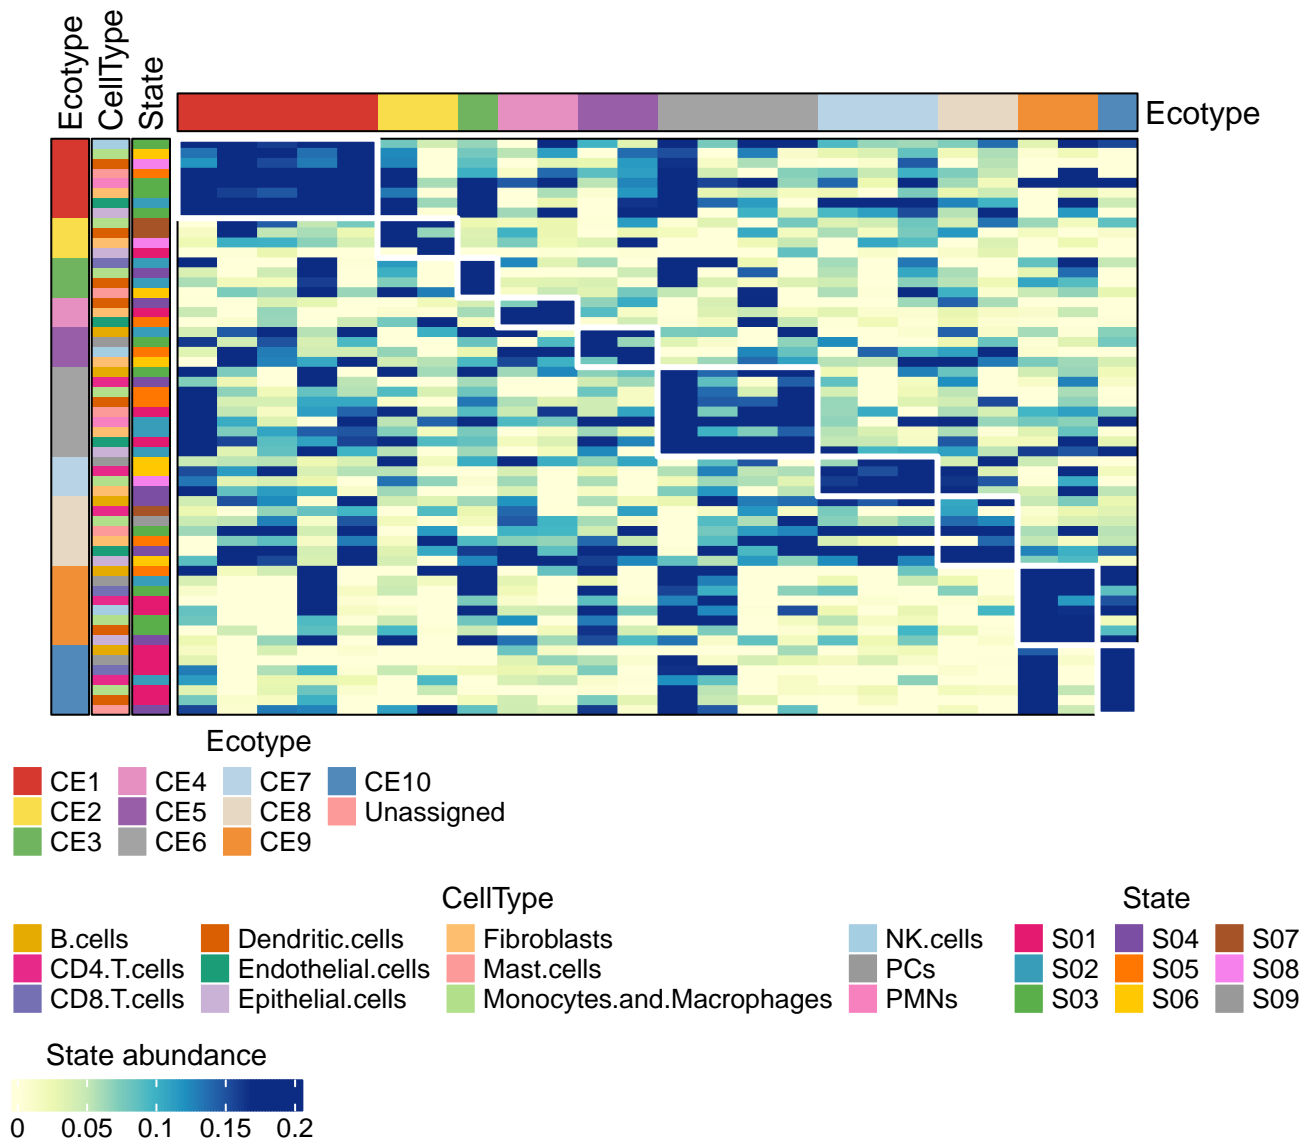 Ecotype
CellType
State
Ecotype
Ecotype
CE1 CE4 CE7 CE10
CE2 CE5 CE8 Unassigned
CE3 CE6 CE9
CellType State
B.cells Dendritic.cells Fibroblasts NK.cells S01 S04 S07
CD4.T.cells Endothelial.cells Mast.cells PCs S02 S05 S08
CD8.T.cells Epithelial.cells Monocytes.and.Macrophages PMNs S03 S06 S09
State abundance
0 0.05 0.1 0.15 0.2